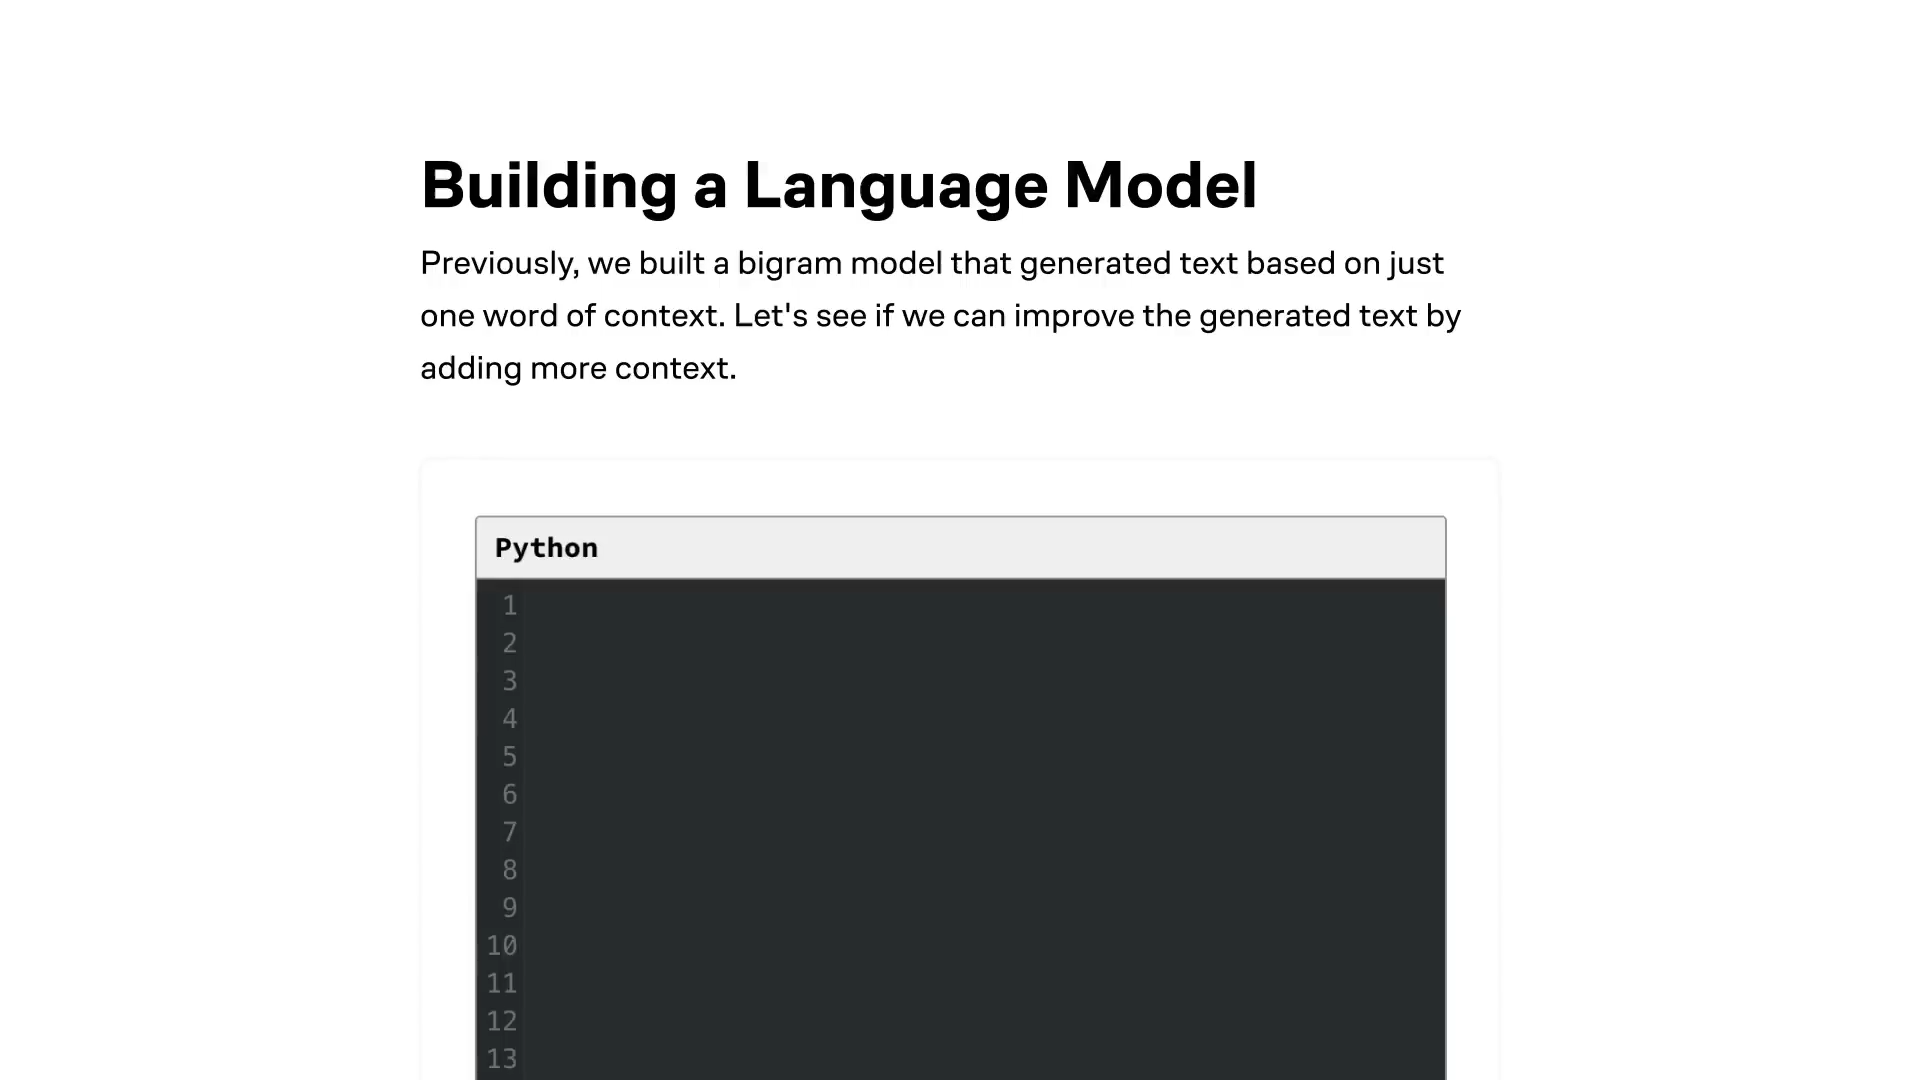 Building a Language Model
Previously, we built a bigram model that generated text based on just
one word of context. Let's see if we can improve the generated text by
adding more context.
Python
1
2
3
4
5
6
7
8
9
10
11
12
13